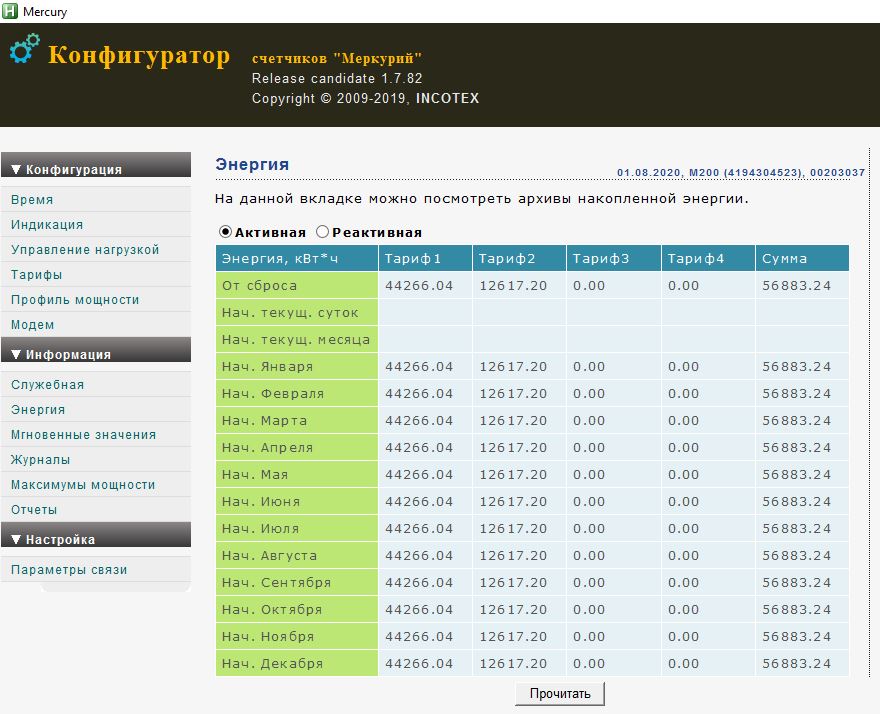 Mercury
Конфигуратор
счетчиков "Меркурий"
Release candidate 1.7.82
Copyright © 2009-2019, INCOTEX
▼ Конфигурация
Время
Индикация
Управление нагрузкой
Тарифы
Профиль мощности
Модем
▼ Информация
Служебная
Энергия
Мгновенные значения
Журналы
Максимумы мощности
Отчеты
▼ Настройка
Параметры связи
Энергия
01.08.2020, M200 (4194304523), 00203037
На данной вкладке можно посмотреть архивы накопленной энергии.
Активная Реактивная
Энергия, кВт*ч Тариф1 Тариф2 Тариф3 Тариф4 Сумма
От сброса 44266.04 12617.20 0.00 0.00 56883.24
Нач. текущ. суток
Нач. текущ. месяца
Нач. Января 44266.04 12617.20 0.00 0.00 56883.24
Нач. Февраля 44266.04 12617.20 0.00 0.00 56883.24
Нач. Марта 44266.04 12617.20 0.00 0.00 56883.24
Нач. Апреля 44266.04 12617.20 0.00 0.00 56883.24
Нач. Мая 44266.04 12617.20 0.00 0.00 56883.24
Нач. Июня 44266.04 12617.20 0.00 0.00 56883.24
Нач. Июля 44266.04 12617.20 0.00 0.00 56883.24
Нач. Августа 44266.04 12617.20 0.00 0.00 56883.24
Нач. Сентября 44266.04 12617.20 0.00 0.00 56883.24
Нач. Октября 44266.04 12617.20 0.00 0.00 56883.24
Нач. Ноября 44266.04 12617.20 0.00 0.00 56883.24
Нач. Декабря 44266.04 12617.20 0.00 0.00 56883.24
Прочитать